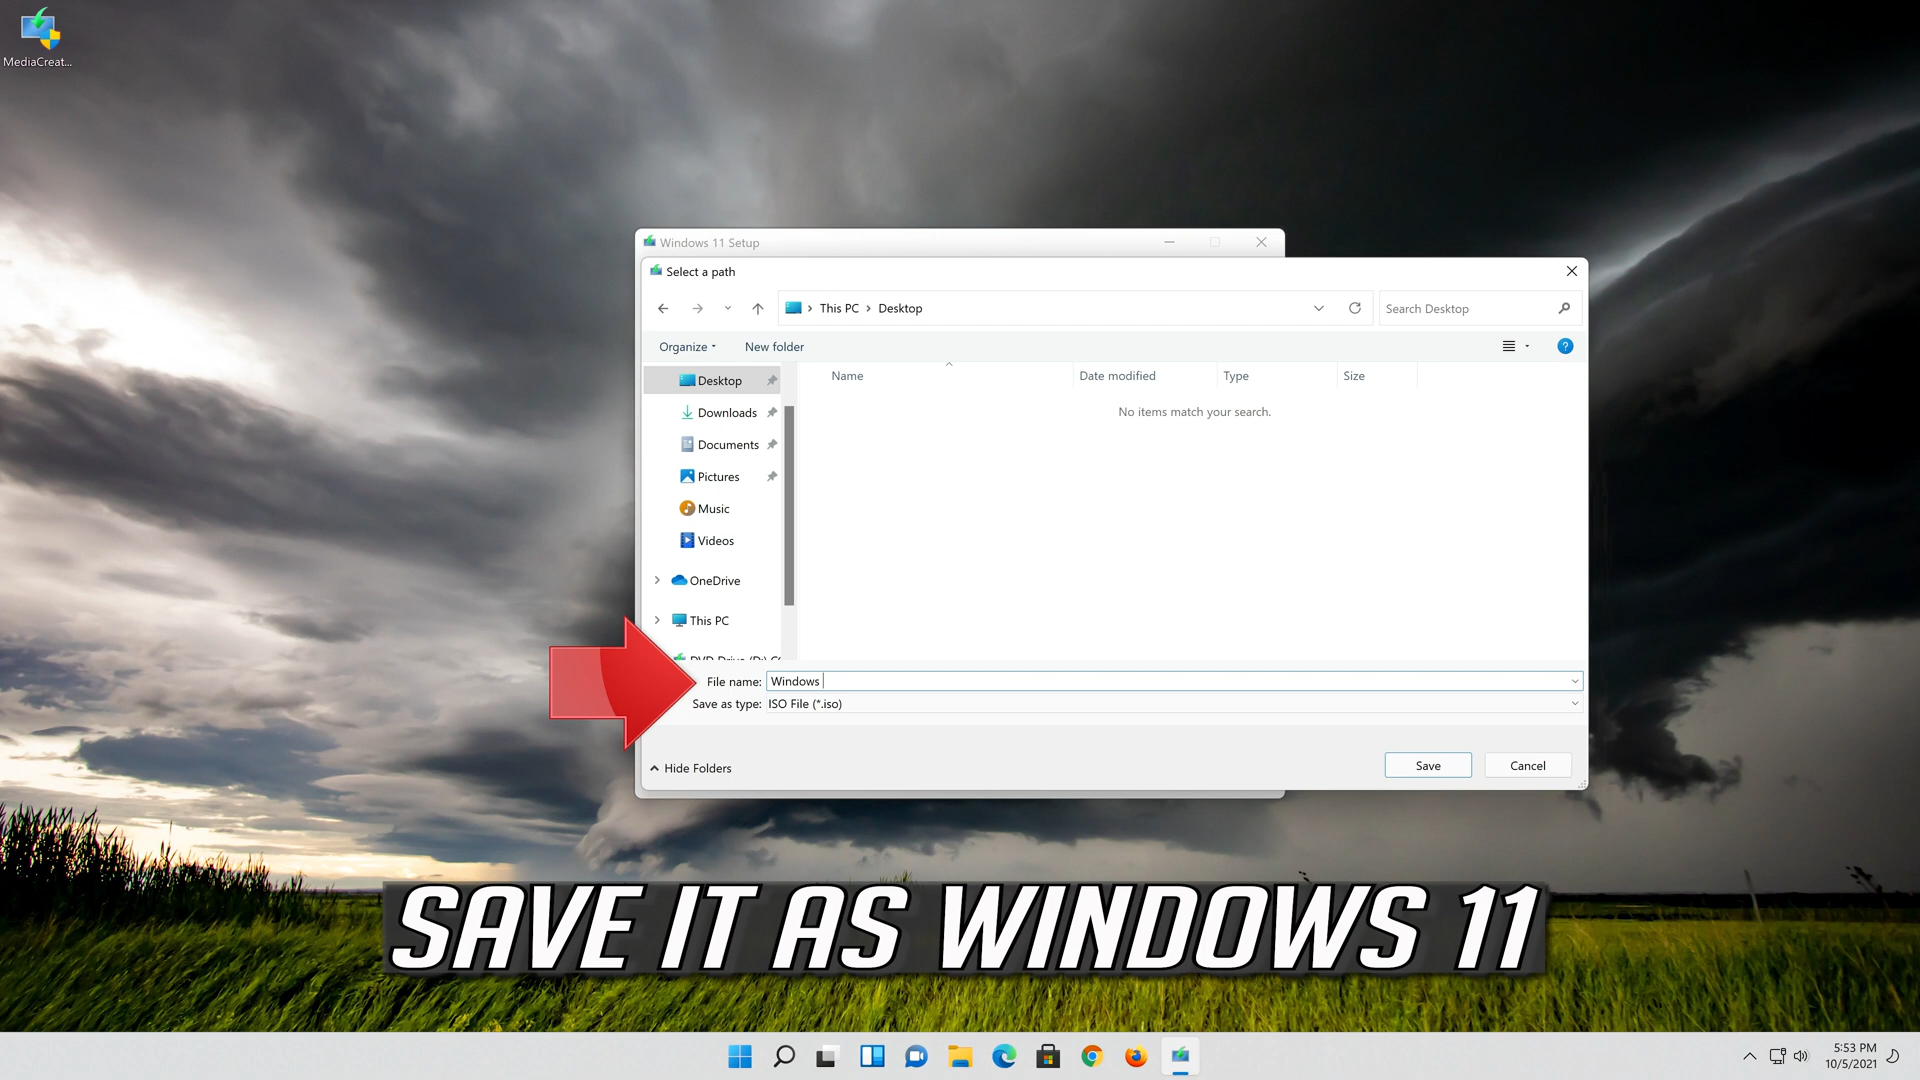 MediaCreat...
Windows 11 Setup
Select a path
This PC > Desktop
Search Desktop
Organize
New folder
Name
Date modified
Type
Size
No items match your search.
Desktop
Downloads
Documents
Pictures
Music
Videos
OneDrive
This PC
DVD Drive (D:) C
File name: Windows
Save as type: ISO File (*.iso)
Hide Folders
Save
Cancel
SAVE IT AS WINDOWS 11
5:53 PM
10/5/2021